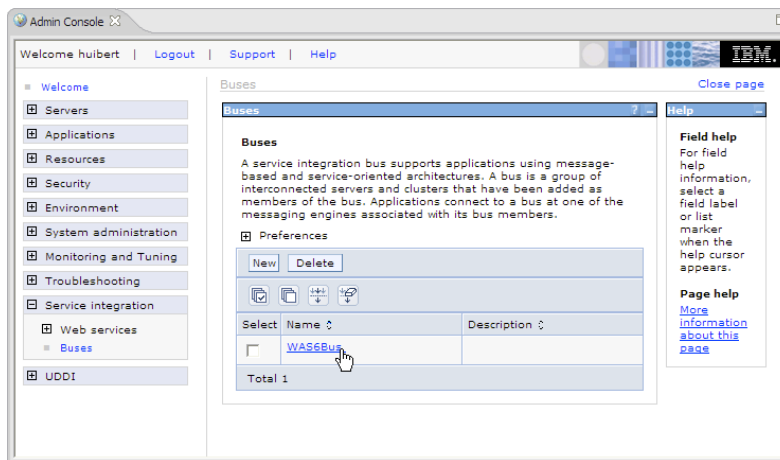 Admin Console
Welcome huibert | Logout | Support | Help
IBM.
Welcome
Servers
Applications
Resources
Security
Environment
System administration
Monitoring and Tuning
Troubleshooting
Service integration
Web services
Buses
UDDI
Buses
Close page
Buses
? –
Buses
A service integration bus supports applications using message-
based and service-oriented architectures. A bus is a group of
interconnected servers and clusters that have been added as
members of the bus. Applications connect to a bus at one of the
messaging engines associated with its bus members.
Preferences
New Delete
Select Name Description
WAS6Bus
Total 1
Help –
Field help
For field
help
information,
select a
field label
or list
marker
when the
help cursor
appears.
Page help
More
information
about this
page